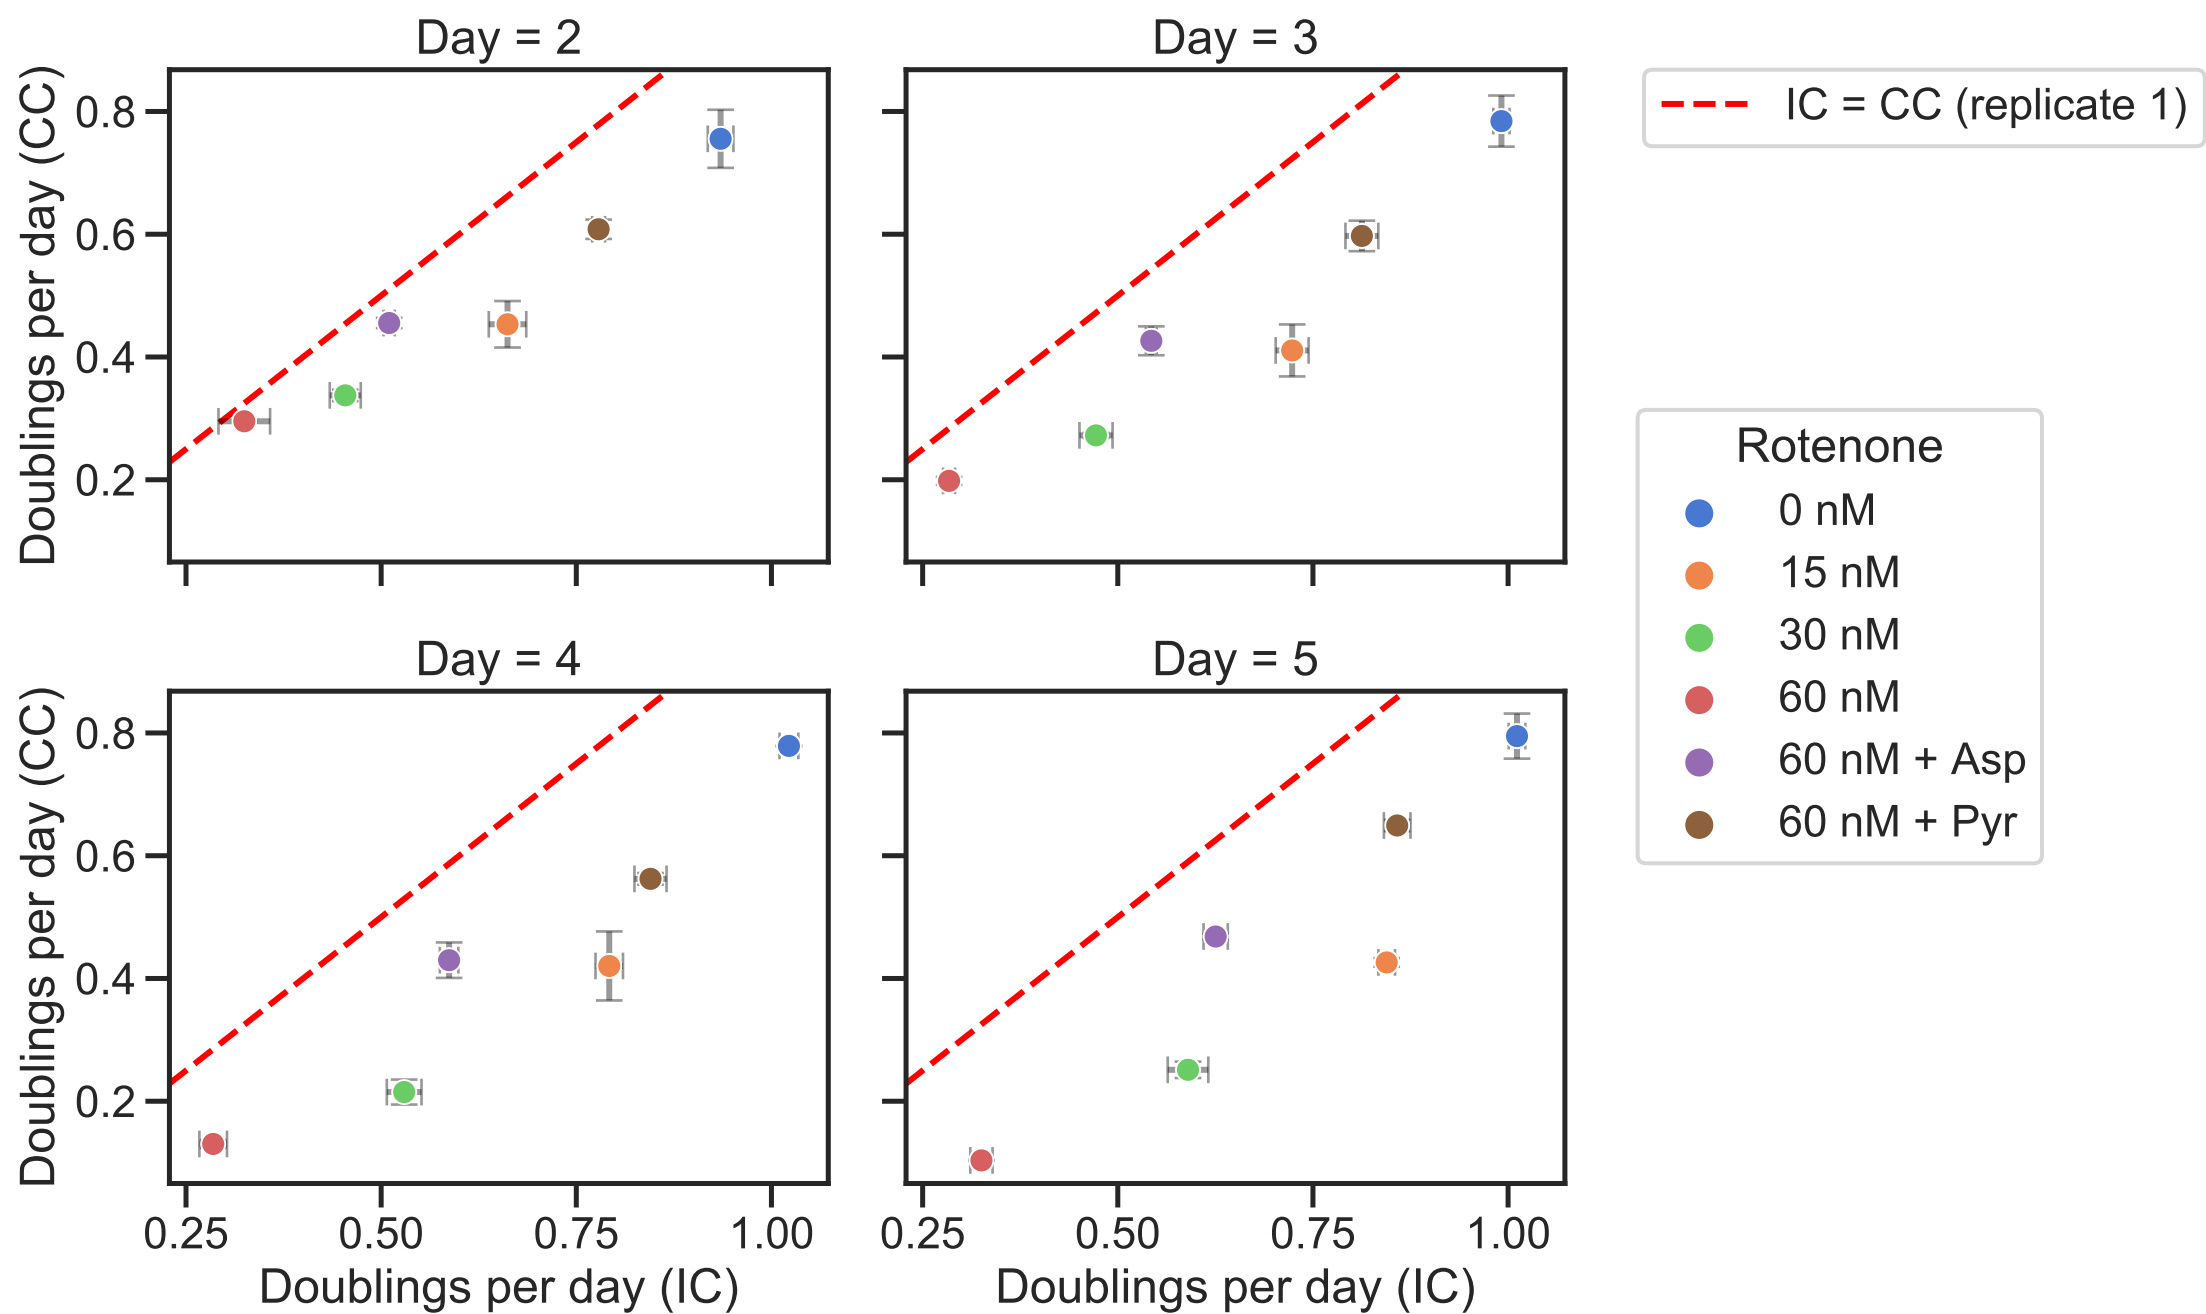 Day = 2
Day = 3
Doublings per day (CC)
0.8
0.6
0.4
0.2
IC = CC (replicate 1)
Rotenone
0 nM
15 nM
30 nM
60 nM
60 nM + Asp
60 nM + Pyr
Day = 4
Day = 5
Doublings per day (CC)
0.8
0.6
0.4
0.2
0.25 0.50 0.75 1.00
0.25 0.50 0.75 1.00
Doublings per day (IC)
Doublings per day (IC)